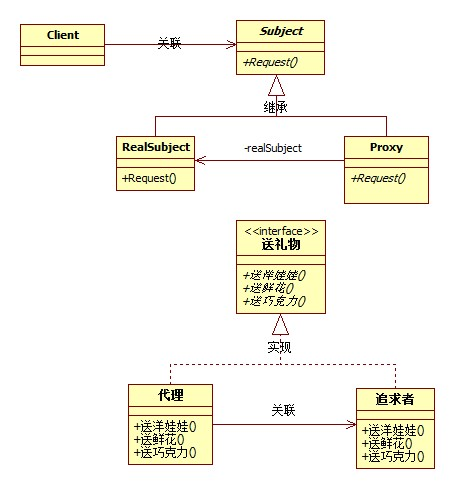 Client
关联
Subject
+Request()
继承
RealSubject
+Request()
-realSubject
Proxy
+Request()
<<interface>>
送礼物
+送洋娃娃()
+送鲜花()
+送巧克力()
实现
代理
+送洋娃娃()
+送鲜花()
+送巧克力()
关联
追求者
+送洋娃娃()
+送鲜花()
+送巧克力()